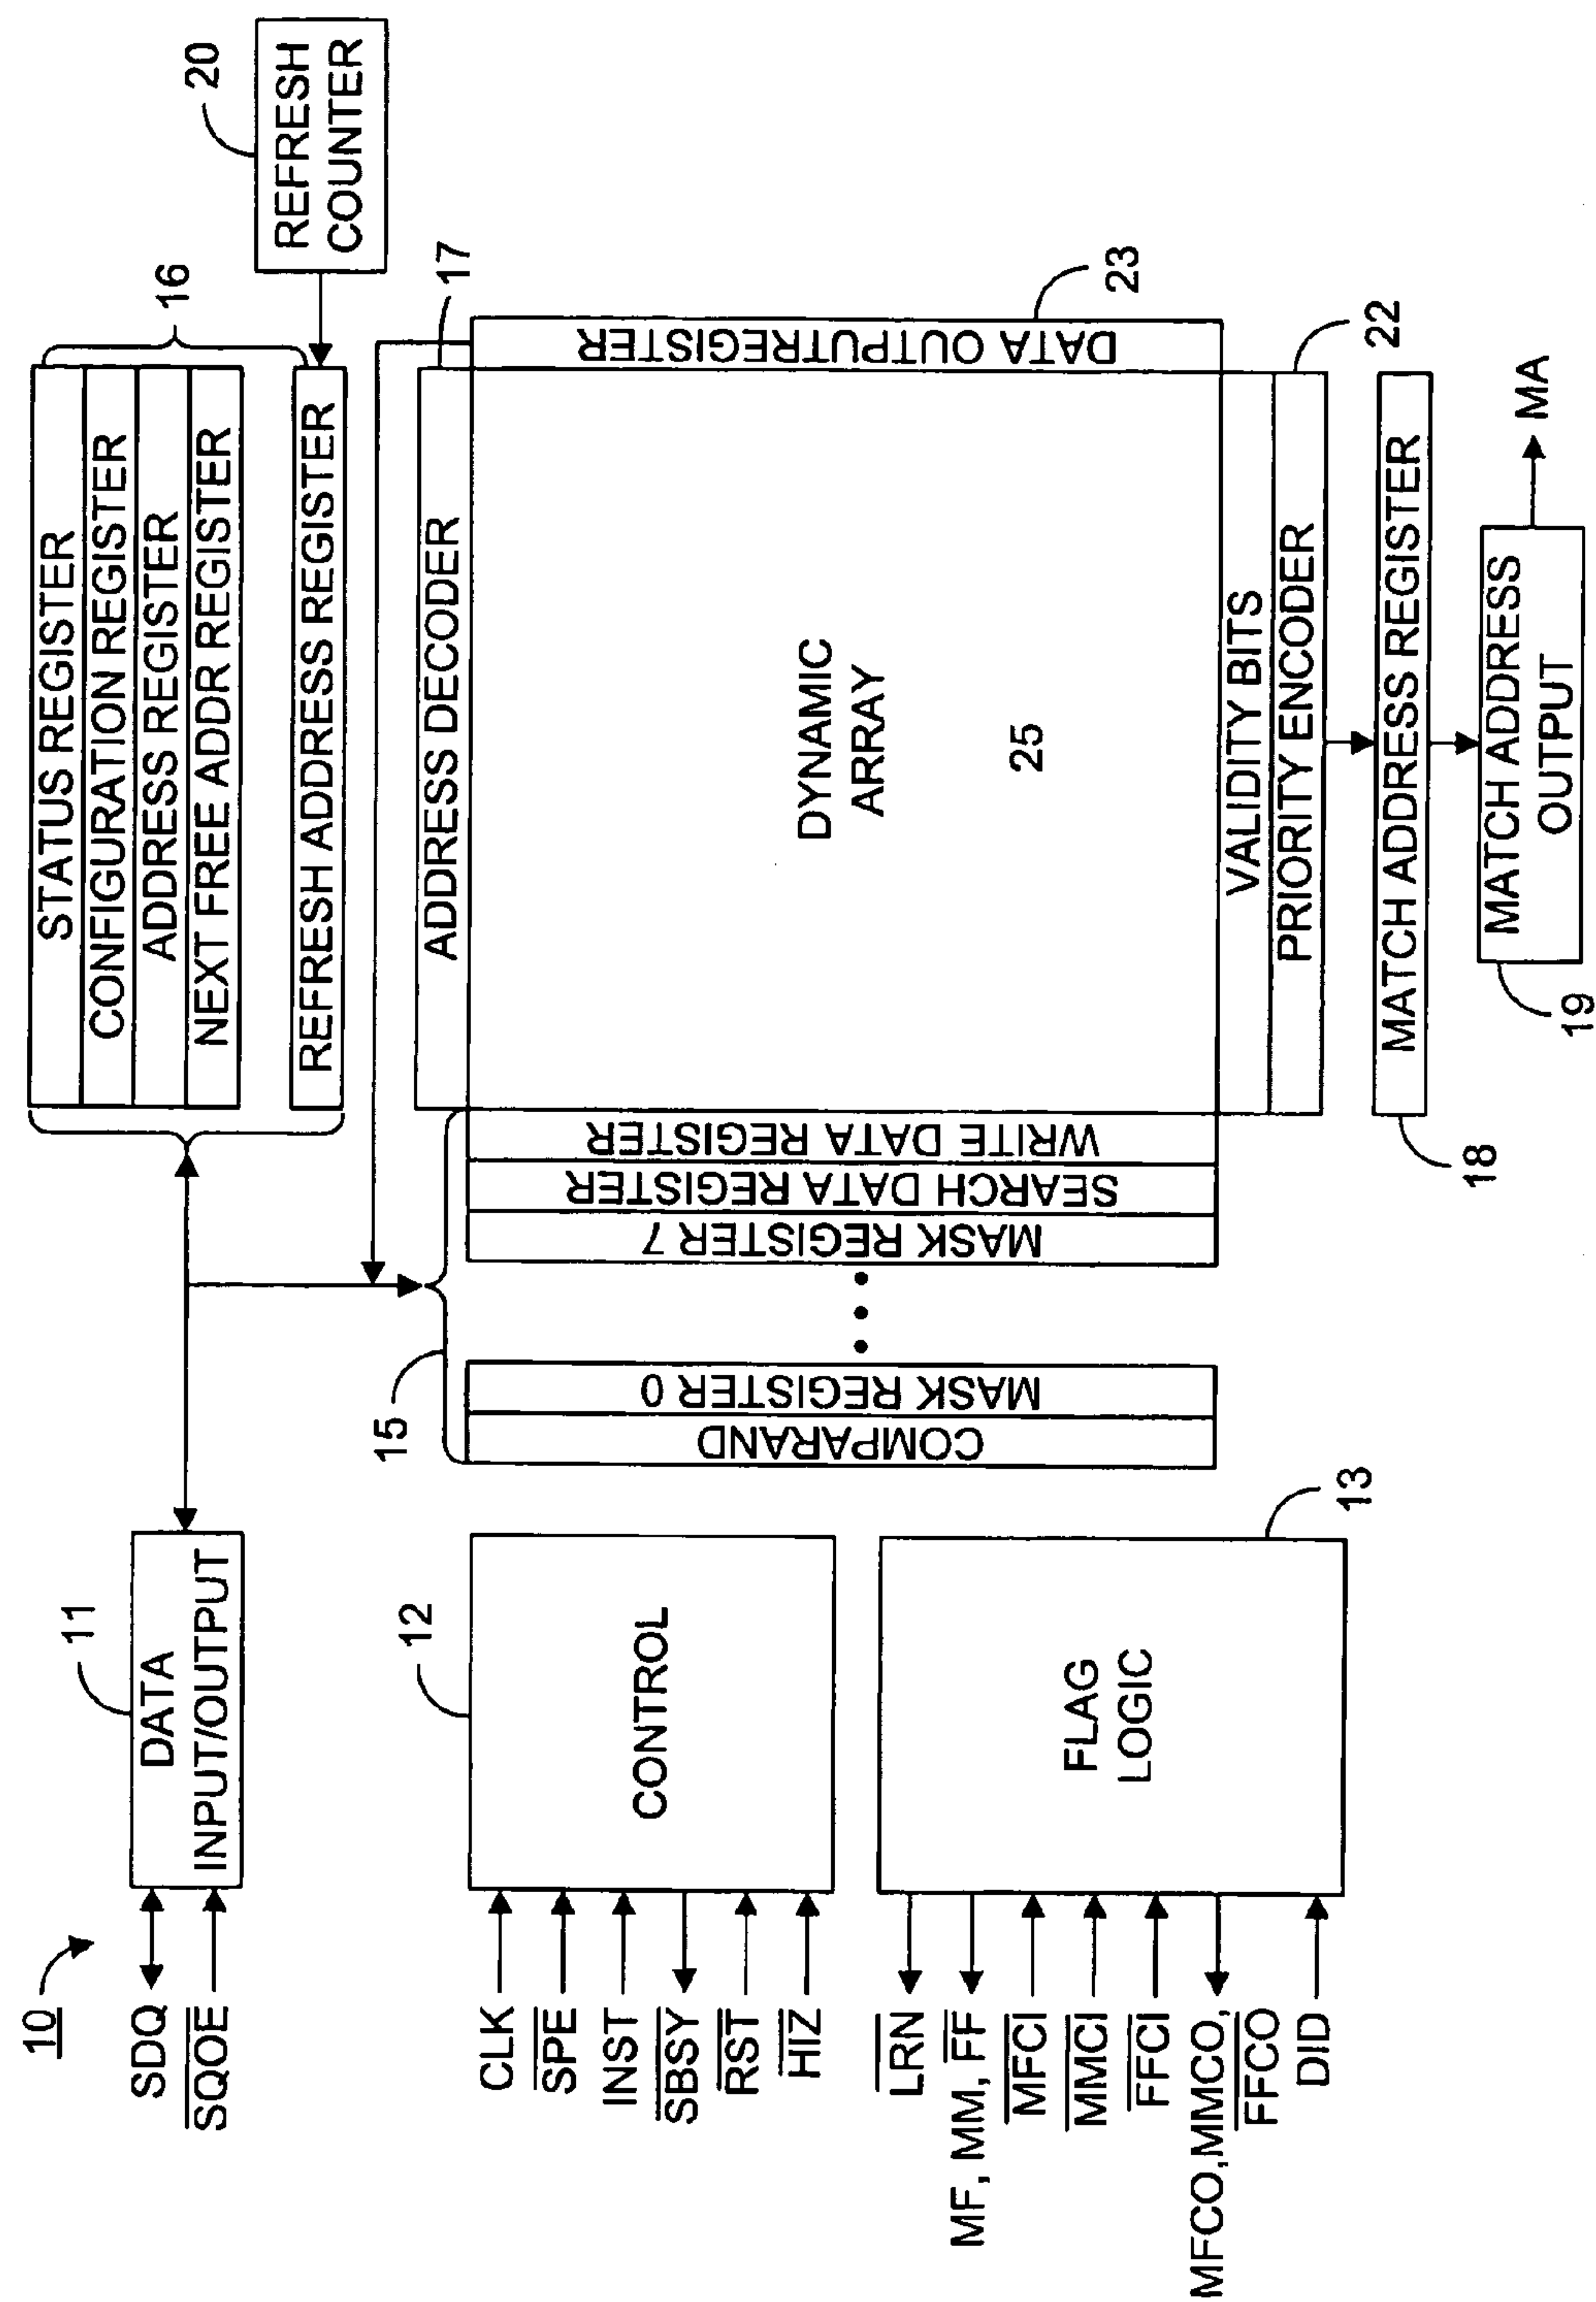 10
11
DATA
INPUT/OUTPUT
SDQ
SQOE
STATUS REGISTER
CONFIGURATION REGISTER
ADDRESS REGISTER
NEXT FREE ADDR REGISTER
REFRESH ADDRESS REGISTER
16
20
REFRESH
COUNTER
12
CONTROL
CLK
SPE
INST
SBSY
RST
HIZ
13
FLAG
LOGIC
LRN
MF, MM, FF
MFCI
MMCI
FFCI
MFCO,MMCO,
FFCO
DID
15
COMPARAND
MASK REGISTER 0
MASK REGISTER 7
SEARCH DATA REGISTER
WRITE DATA REGISTER
ADDRESS DECODER
17
DYNAMIC
ARRAY
25
DATA OUTPUTREGISTER
23
VALIDITY BITS
PRIORITY ENCODER
22
MATCH ADDRESS REGISTER
18
MATCH ADDRESS
OUTPUT
19
MA